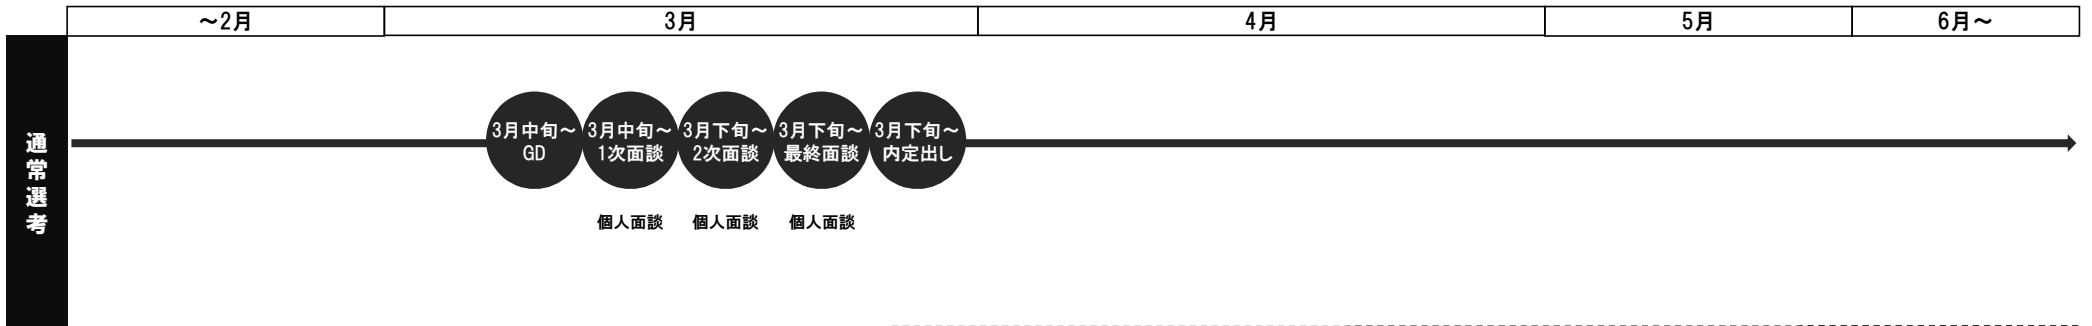 ～2月
3月
4月
5月
6月～
通常選考
3月中旬～
GD
3月中旬～
1次面談
3月下旬～
2次面談
3月下旬～
最終面談
3月下旬～
内定出し
個人面談
個人面談
個人面談